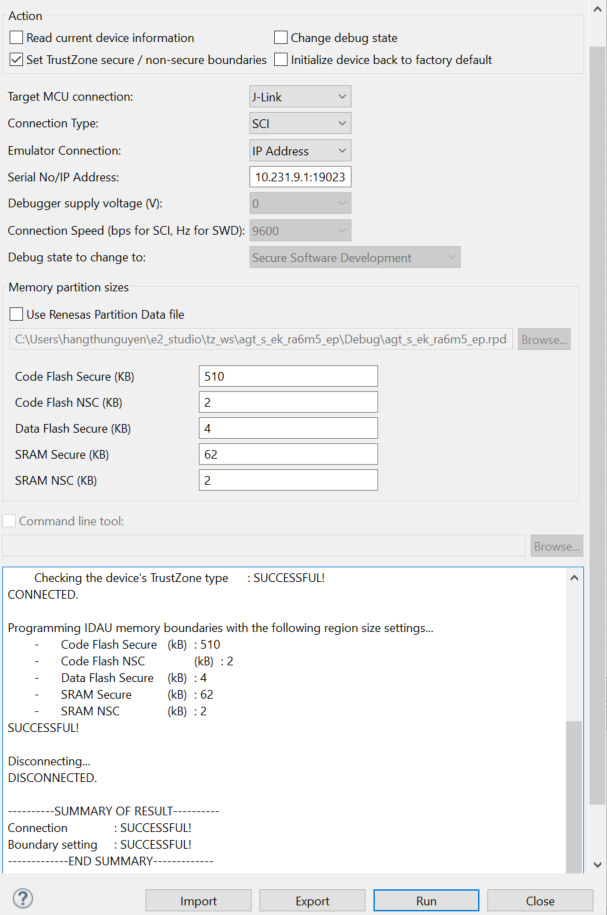 Action
Read current device information Change debug state
Set TrustZone secure / non-secure boundaries Initialize device back to factory default
Target MCU connection: J-Link
Connection Type: SCI
Emulator Connection: IP Address
Serial No/IP Address: 10.231.9.1:19023
Debugger supply voltage (V): 0
Connection Speed (bps for SCI, Hz for SWD): 9600
Debug state to change to: Secure Software Development
Memory partition sizes
Use Renesas Partition Data file
C:\Users\hangthunguyen\e2_studio\tz_ws\agt_s_ek_ra6m5_ep\Debug\agt_s_ek_ra6m5_ep.rpd Browse...
Code Flash Secure (KB) 510
Code Flash NSC (KB) 2
Data Flash Secure (KB) 4
SRAM Secure (KB) 62
SRAM NSC (KB) 2
Command line tool:
Browse...
Checking the device's TrustZone type : SUCCESSFUL!
CONNECTED.
Programming IDAU memory boundaries with the following region size settings...
- Code Flash Secure (kB) : 510
- Code Flash NSC (kB) : 2
- Data Flash Secure (kB) : 4
- SRAM Secure (kB) : 62
- SRAM NSC (kB) : 2
SUCCESSFUL!
Disconnecting...
DISCONNECTED.
----------SUMMARY OF RESULT----------
Connection : SUCCESSFUL!
Boundary setting : SUCCESSFUL!
-------------END SUMMARY-------------
? Import Export Run Close